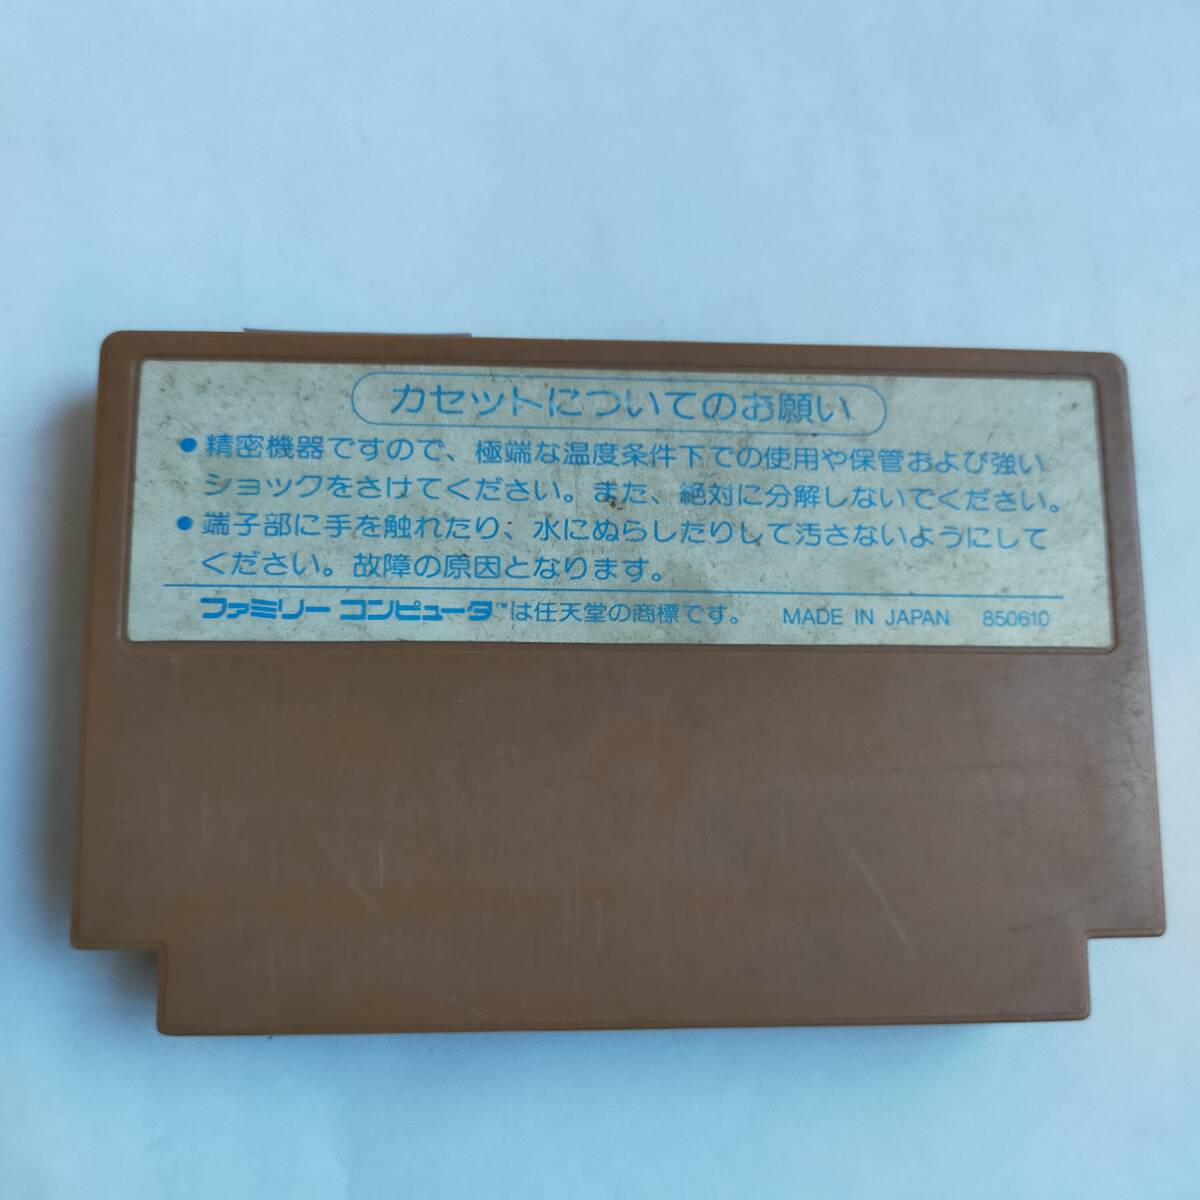 カセットについてのお願い
●精密機器ですので、極端な温度条件下での使用や保管および強い
ショックをさけてください。また、絶対に分解しないでください。
●端子部に手を触れたり、水にぬらしたりして汚さないようにして
ください。故障の原因となります。
ファミリー コンピュータ™は任天堂の商標です。 MADE IN JAPAN 850610